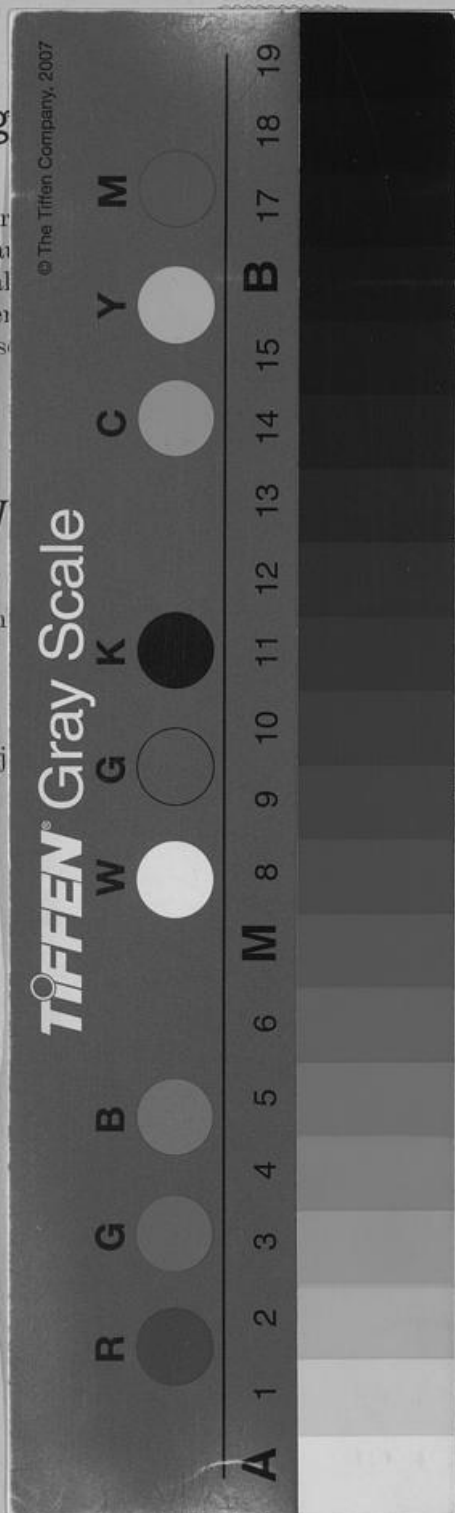 © The Tiffen Company, 2007
TIFFEN® Gray Scale
R G B W G K C Y M
A 1 2 3 4 5 6 M 8 9 10 11 12 13 14 15 B 17 18 19